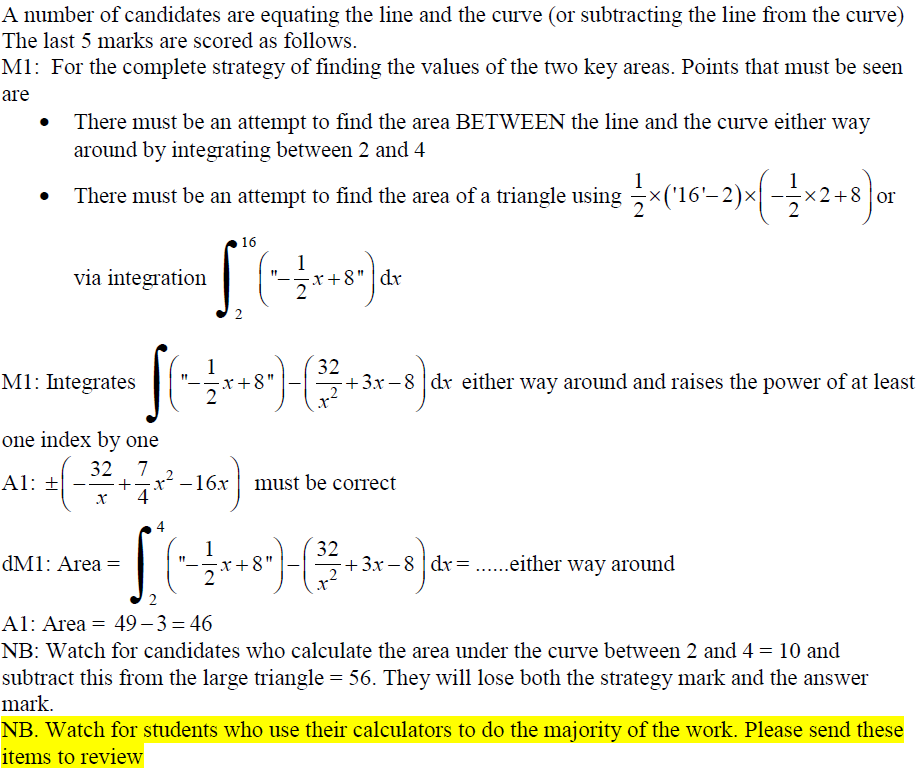 A number of candidates are equating the line and the curve (or subtracting the line from the curve)
The last 5 marks are scored as follows.
M1:  For the complete strategy of finding the values of the two key areas. Points that must be seen
are
• There must be an attempt to find the area BETWEEN the line and the curve either way
around by integrating between 2 and 4
• There must be an attempt to find the area of a triangle using 1/2 ×('16'−2)×(−1/2 ×2+8) or
via integration ∫₂¹⁶ ("−1/2 x+8") dx
M1: Integrates ∫ ("−1/2 x+8")−(32/x² +3x−8) dx either way around and raises the power of at least
one index by one
A1: ±(−32/x + 7/4 x² −16x) must be correct
dM1: Area = ∫₂⁴ ("−1/2 x+8")−(32/x² +3x−8) dx = ......either way around
A1: Area = 49−3 = 46
NB: Watch for candidates who calculate the area under the curve between 2 and 4 = 10 and
subtract this from the large triangle = 56. They will lose both the strategy mark and the answer
mark.
NB. Watch for students who use their calculators to do the majority of the work. Please send these
items to review